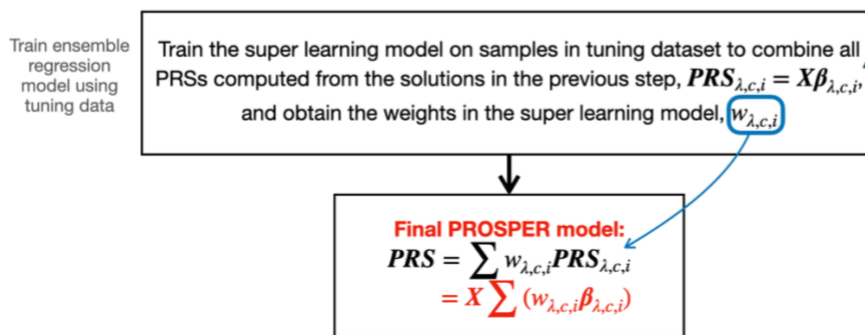 Train ensemble
regression
model using
tuning data
Train the super learning model on samples in tuning dataset to combine all
PRSs computed from the solutions in the previous step, PRS_{λ,c,i} = Xβ_{λ,c,i},
and obtain the weights in the super learning model, w_{λ,c,i}
Final PROSPER model:
PRS = ∑ w_{λ,c,i}PRS_{λ,c,i}
= X ∑ (w_{λ,c,i}β_{λ,c,i})